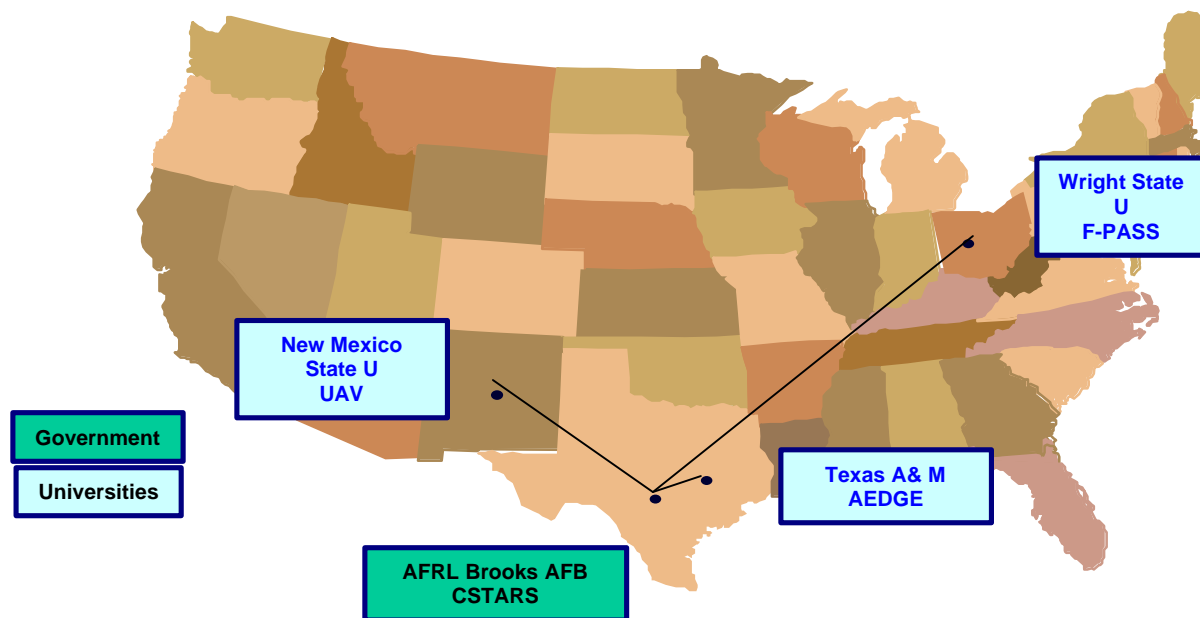 Wright State
U
F-PASS
New Mexico
State U
UAV
Government
Universities
Texas A& M
AEDGE
AFRL Brooks AFB
CSTARS